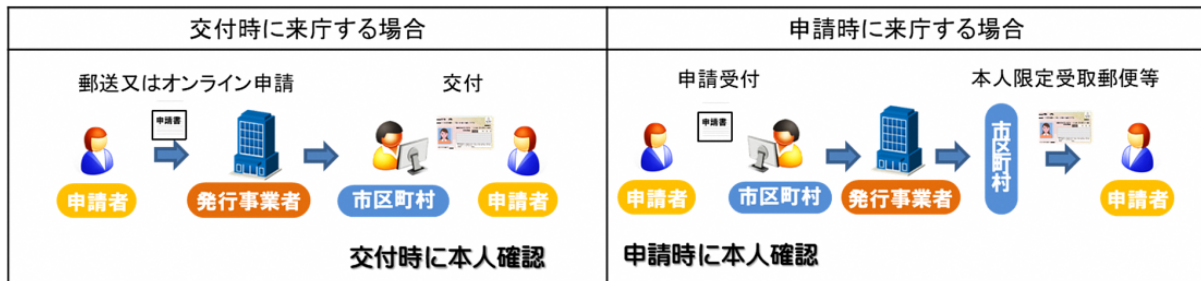 交付時に来庁する場合
郵送又はオンライン申請
交付
申請書
申請者
発行事業者
市区町村
申請者
交付時に本人確認
申請時に来庁する場合
申請受付
本人限定受取郵便等
申請書
市区町村
申請者
市区町村
発行事業者
申請者
申請時に本人確認